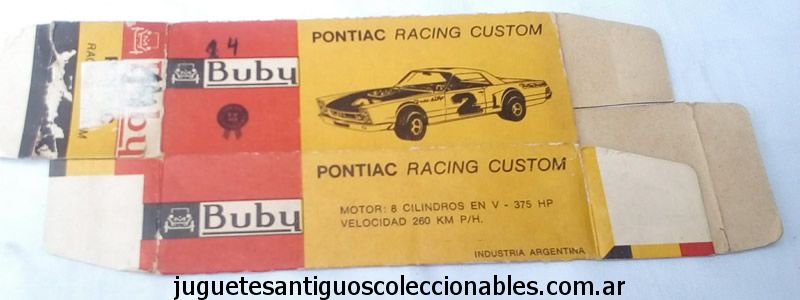 24
Buby
PONTIAC RACING CUSTOM
2
Buby
PONTIAC RACING CUSTOM
MOTOR: 8 CILINDROS EN V - 375 HP
VELOCIDAD 260 KM P/H.
INDUSTRIA ARGENTINA
juguetesantiguoscoleccionables.com.ar